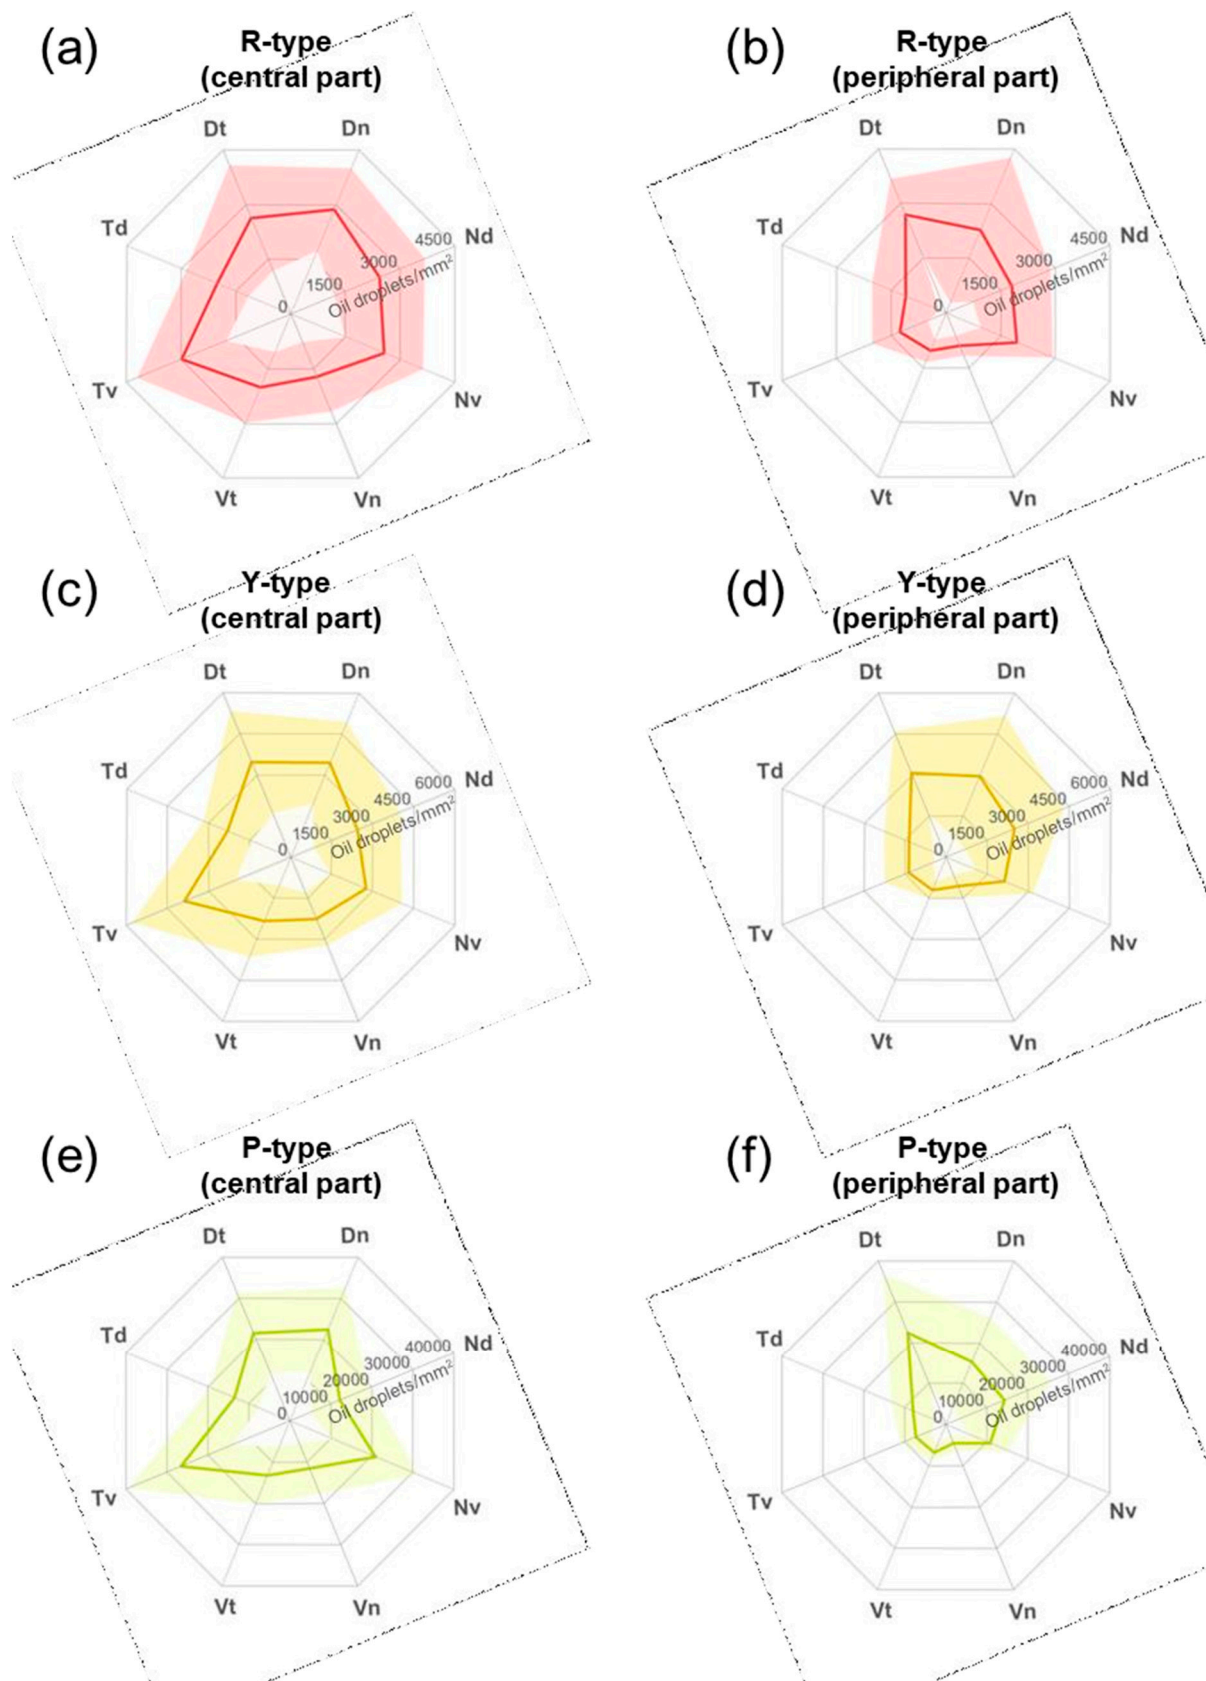 (a)
R-type
(central part)
Dt
Dn
Td
Nd
4500
3000
1500
0
Oil droplets/mm²
Tv
Nv
Vt
Vn
(b)
R-type
(peripheral part)
Dt
Dn
Td
Nd
4500
3000
1500
0
Oil droplets/mm²
Tv
Nv
Vt
Vn
(c)
Y-type
(central part)
Dt
Dn
Td
Nd
6000
4500
3000
1500
0
Oil droplets/mm²
Tv
Nv
Vt
Vn
(d)
Y-type
(peripheral part)
Dt
Dn
Td
Nd
6000
4500
3000
1500
0
Oil droplets/mm²
Tv
Nv
Vt
Vn
(e)
P-type
(central part)
Dt
Dn
Td
Nd
40000
30000
20000
10000
0
Oil droplets/mm²
Tv
Nv
Vt
Vn
(f)
P-type
(peripheral part)
Dt
Dn
Td
Nd
40000
30000
20000
10000
0
Oil droplets/mm²
Tv
Nv
Vt
Vn